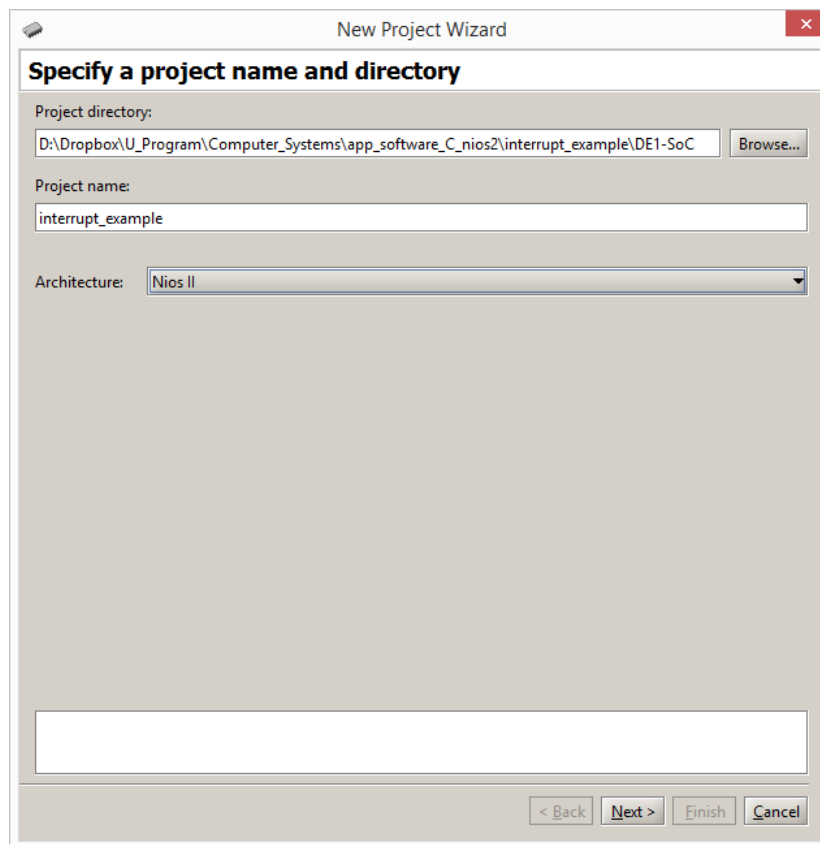 New Project Wizard
Specify a project name and directory
Project directory:
D:\Dropbox\U_Program\Computer_Systems\app_software_C_nios2\interrupt_example\DE1-SoC Browse...
Project name:
interrupt_example
Architecture: Nios II
< Back Next > Finish Cancel